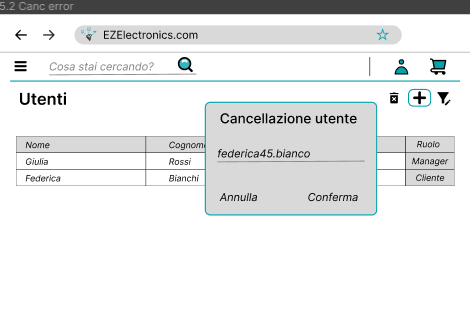 5.2 Canc error
EZElectronics.com
Cosa stai cercando?
Utenti
Cancellazione utente
federica45.bianco
Annulla Conferma
Nome Cognom Ruolo
Giulia Rossi Manager
Federica Bianchi Cliente